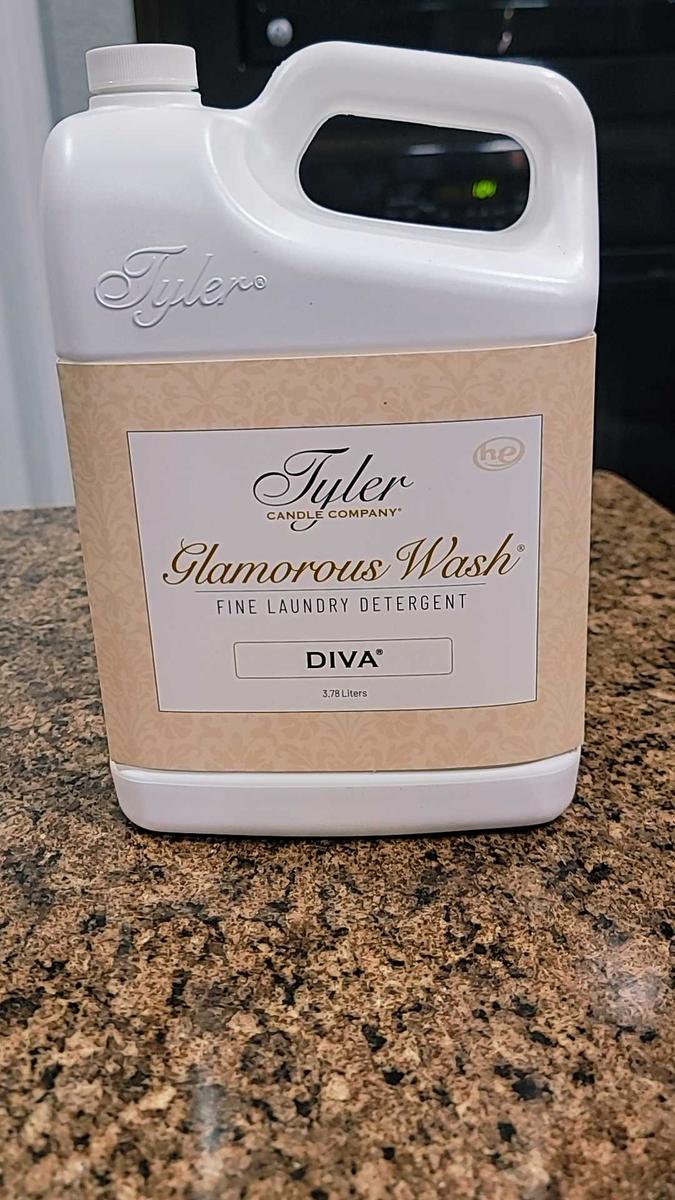 Tyler®
he
Tyler
CANDLE COMPANY®
Glamorous Wash®
FINE LAUNDRY DETERGENT
DIVA®
3.78 Liters